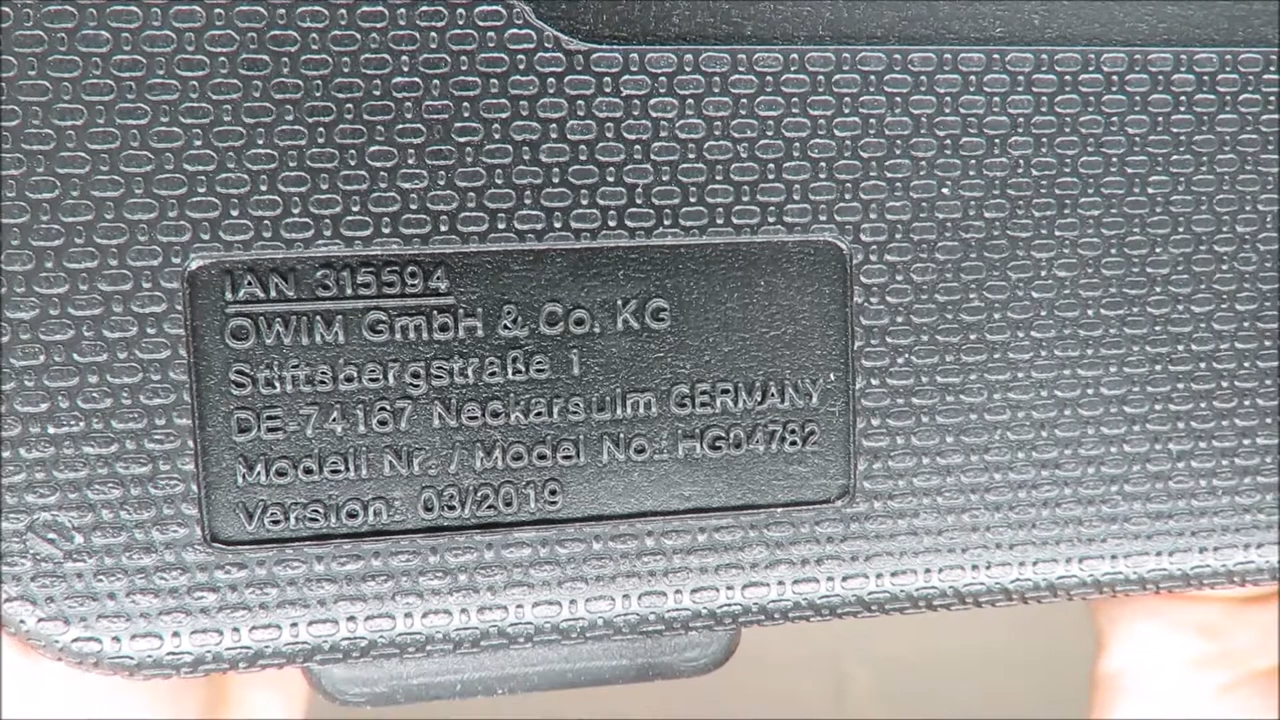 IAN 315594
OWIM GmbH & Co. KG
Stiftsbergstraße 1
DE-74167 Neckarsulm GERMANY
Modell Nr. / Model No.: HG04782
Version: 03/2019